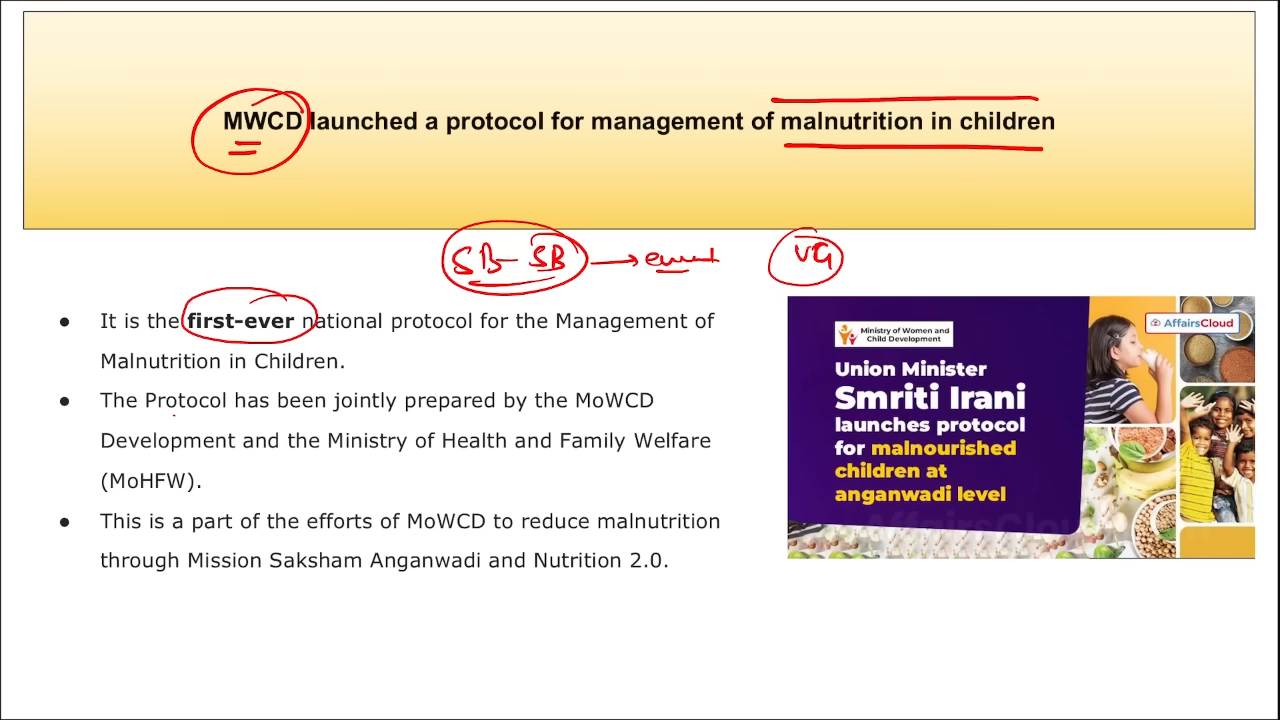 MWCD launched a protocol for management of malnutrition in children
SB - SB → event VG
● It is the first-ever national protocol for the Management of
Malnutrition in Children.
● The Protocol has been jointly prepared by the MoWCD
Development and the Ministry of Health and Family Welfare
(MoHFW).
● This is a part of the efforts of MoWCD to reduce malnutrition
through Mission Saksham Anganwadi and Nutrition 2.0.
AffairsCloud
Ministry of Women and
Child Development
Union Minister
Smriti Irani
launches protocol
for malnourished
children at
anganwadi level
AffairsCloud